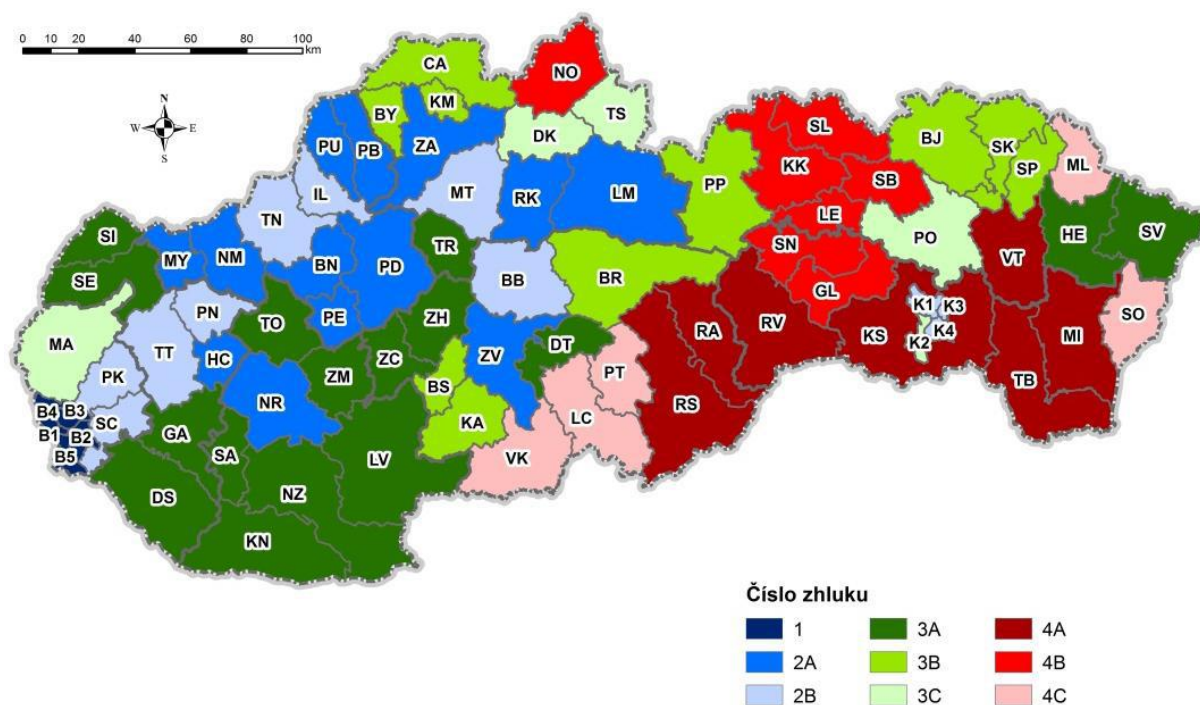 0 10 20 40 60 80 100
km
N
W E
S
CA
NO
BY
KM
TS
DK
PU
PB
ZA
SL
BJ
SK
SP
ML
KK
SB
PP
IL
MT
RK
LM
TN
LE
PO
HE
SV
SI
TR
MY
NM
BN
PD
BB
BR
SN
VT
SE
GL
PN
PE
ZH
TO
K1
K3
SO
MA
TT
HC
ZC
ZV
DT
RA
RV
KS
K4
K2
MI
PK
ZM
PT
BS
NR
RS
TB
B4
B3
SC
KA
LC
B1
B2
GA
B5
SA
LV
VK
DS
NZ
KN
Číslo zhluku
1 3A 4A
2A 3B 4B
2B 3C 4C